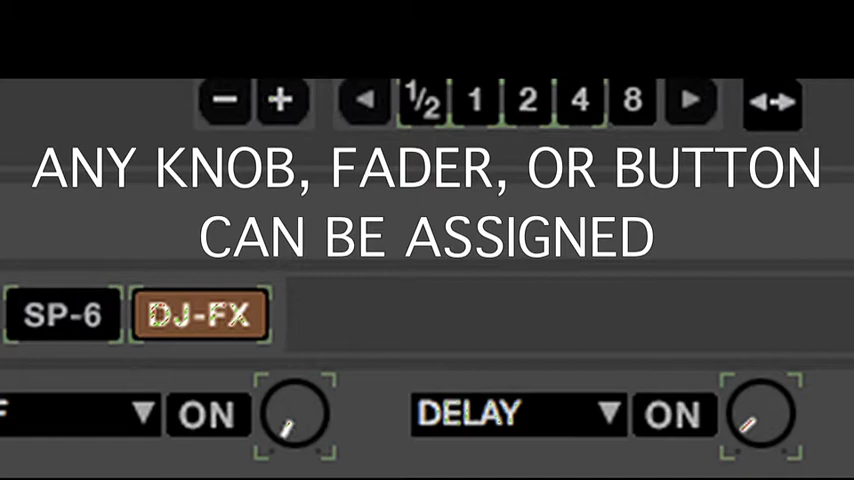 - + ◀ 1/2 1 2 4 8 ▶
ANY KNOB, FADER, OR BUTTON
CAN BE ASSIGNED
SP-6 DJ-FX
F ▼ ON DELAY ▼ ON